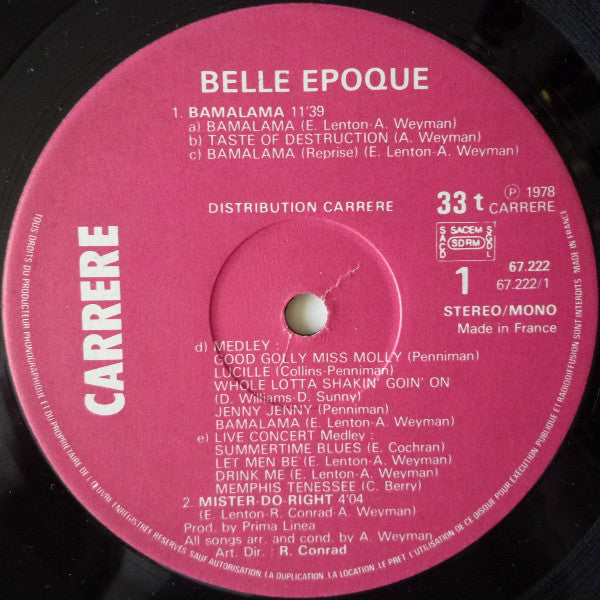 BELLE EPOQUE
1. BAMALAMA 11'39
a) BAMALAMA (E. Lenton-A. Weyman)
b) TASTE OF DESTRUCTION (A. Weyman)
c) BAMALAMA (Reprise) (E. Lenton-A. Weyman)
DISTRIBUTION CARRERE
33 t
Ⓟ 1978
CARRERE
SACEM
SDRM
SACD
SGDL
1
67.222
67.222/1
STEREO/MONO
Made in France
CARRERE
d) MEDLEY :
GOOD GOLLY MISS MOLLY (Penniman)
LUCILLE (Collins-Penniman)
WHOLE LOTTA SHAKIN' GOIN' ON
(D. Williams-D. Sunny)
JENNY JENNY (Penniman)
BAMALAMA (E. Lenton-A. Weyman)
e) LIVE CONCERT Medley :
SUMMERTIME BLUES (E. Cochran)
LET MEN BE (E. Lenton-A. Weyman)
DRINK ME (E. Lenton-A. Weyman)
MEMPHIS TENESSEE (C. Berry)
2. MISTER-DO-RIGHT 4'04
(E. Lenton-R. Conrad-A. Weyman)
Prod. by Prima Linea
All songs arr. and cond. by A. Weyman
Art. Dir. : R. Conrad
TOUS DROITS DU PRODUCTEUR PHONOGRAPHIQUE ET DU PROPRIETAIRE DE L'ŒUVRE ENREGISTREE RESERVES SAUF AUTORISATION. LA DUPLICATION, LA LOCATION, LE PRET, L'UTILISATION DE CE DISQUE POUR EXECUTION PUBLIQUE ET RADIODIFFUSION SONT INTERDITS MADE IN FRANCE